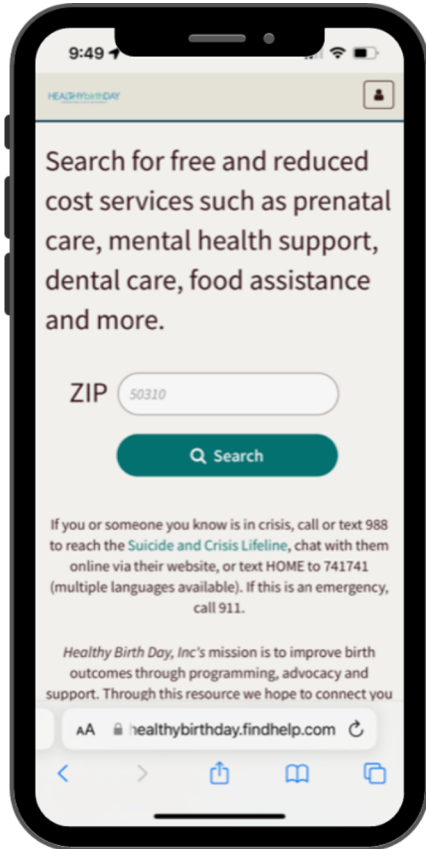 9:49
HEALTHYbirthDAY
Search for free and reduced
cost services such as prenatal
care, mental health support,
dental care, food assistance
and more.
ZIP 50310
Search
If you or someone you know is in crisis, call or text 988
to reach the Suicide and Crisis Lifeline, chat with them
online via their website, or text HOME to 741741
(multiple languages available). If this is an emergency,
call 911.
Healthy Birth Day, Inc's mission is to improve birth
outcomes through programming, advocacy and
support. Through this resource we hope to connect you
AA healthybirthday.findhelp.com